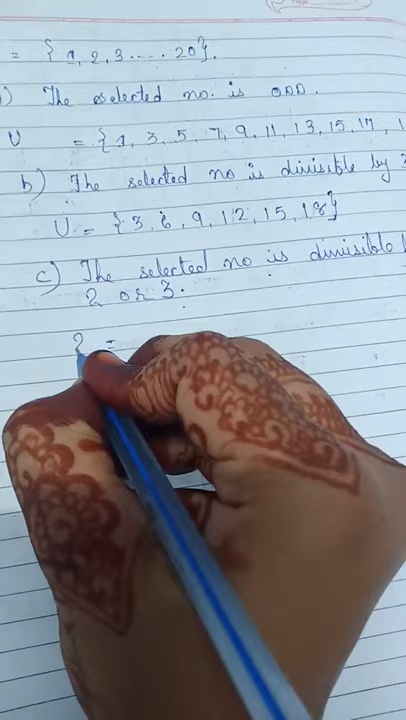 = { 1, 2, 3 .... 20}.
The selected no. is ODD.
U = { 1, 3, 5, 7, 9, 11, 13, 15, 17,
b) The selected no is divisible by 3
U = { 3, 6, 9, 12, 15, 18}
c) The selected no is divisible
2 or 3.
2 =